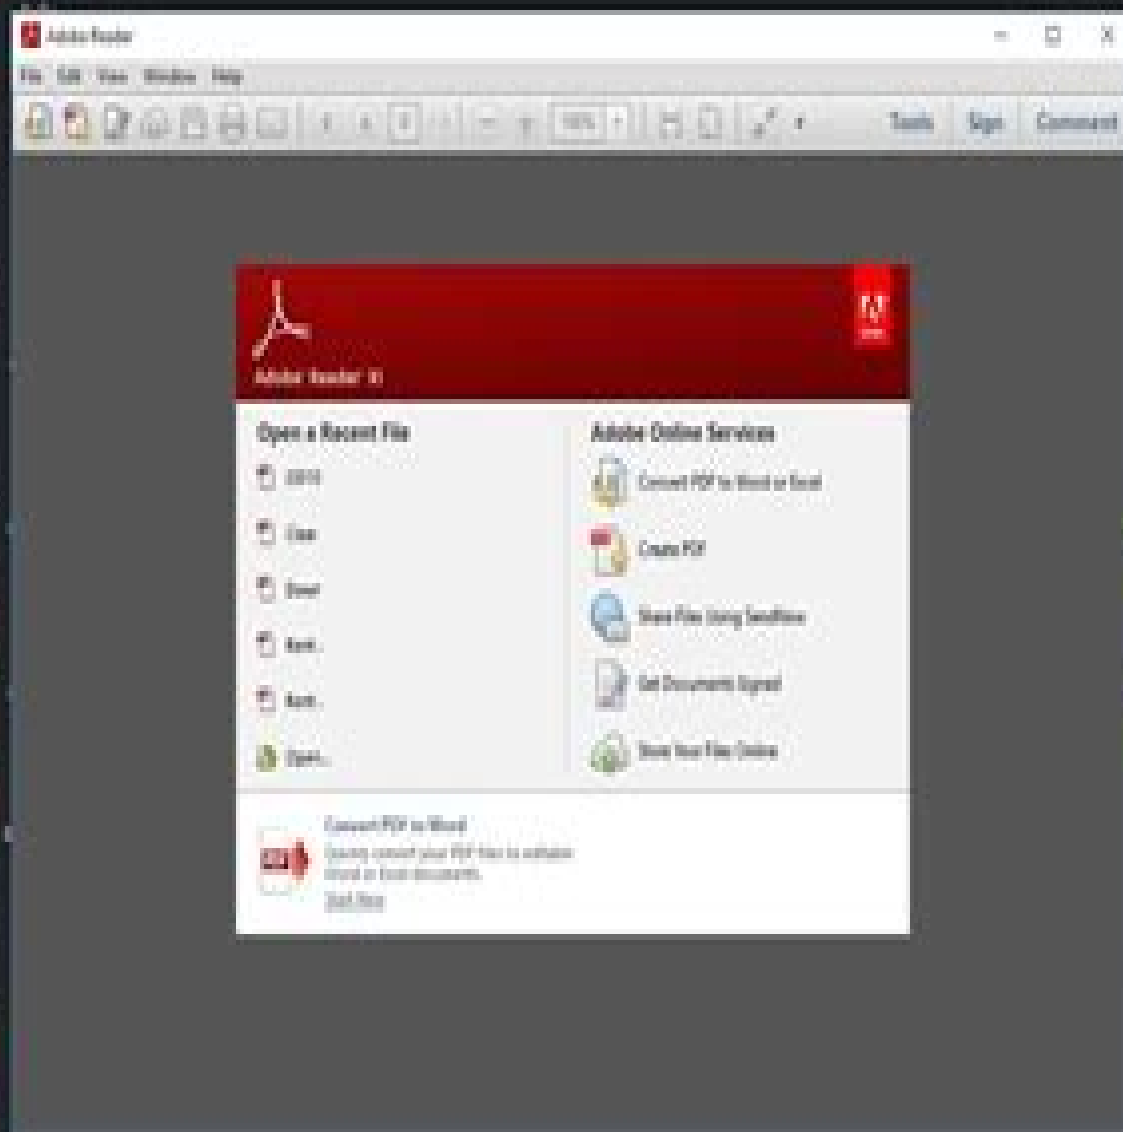 Adobe Reader
File Edit View Window Help
Tools Sign Comment
Adobe Reader XI
Open a Recent File
Open...
Adobe Online Services
Convert PDF to Word or Excel
Create PDF
Share Files Using SendNow
Get Documents Signed
Store Your Files Online
Convert PDF to Word
Quickly convert your PDF files to editable
Word or Excel documents.
Start Now